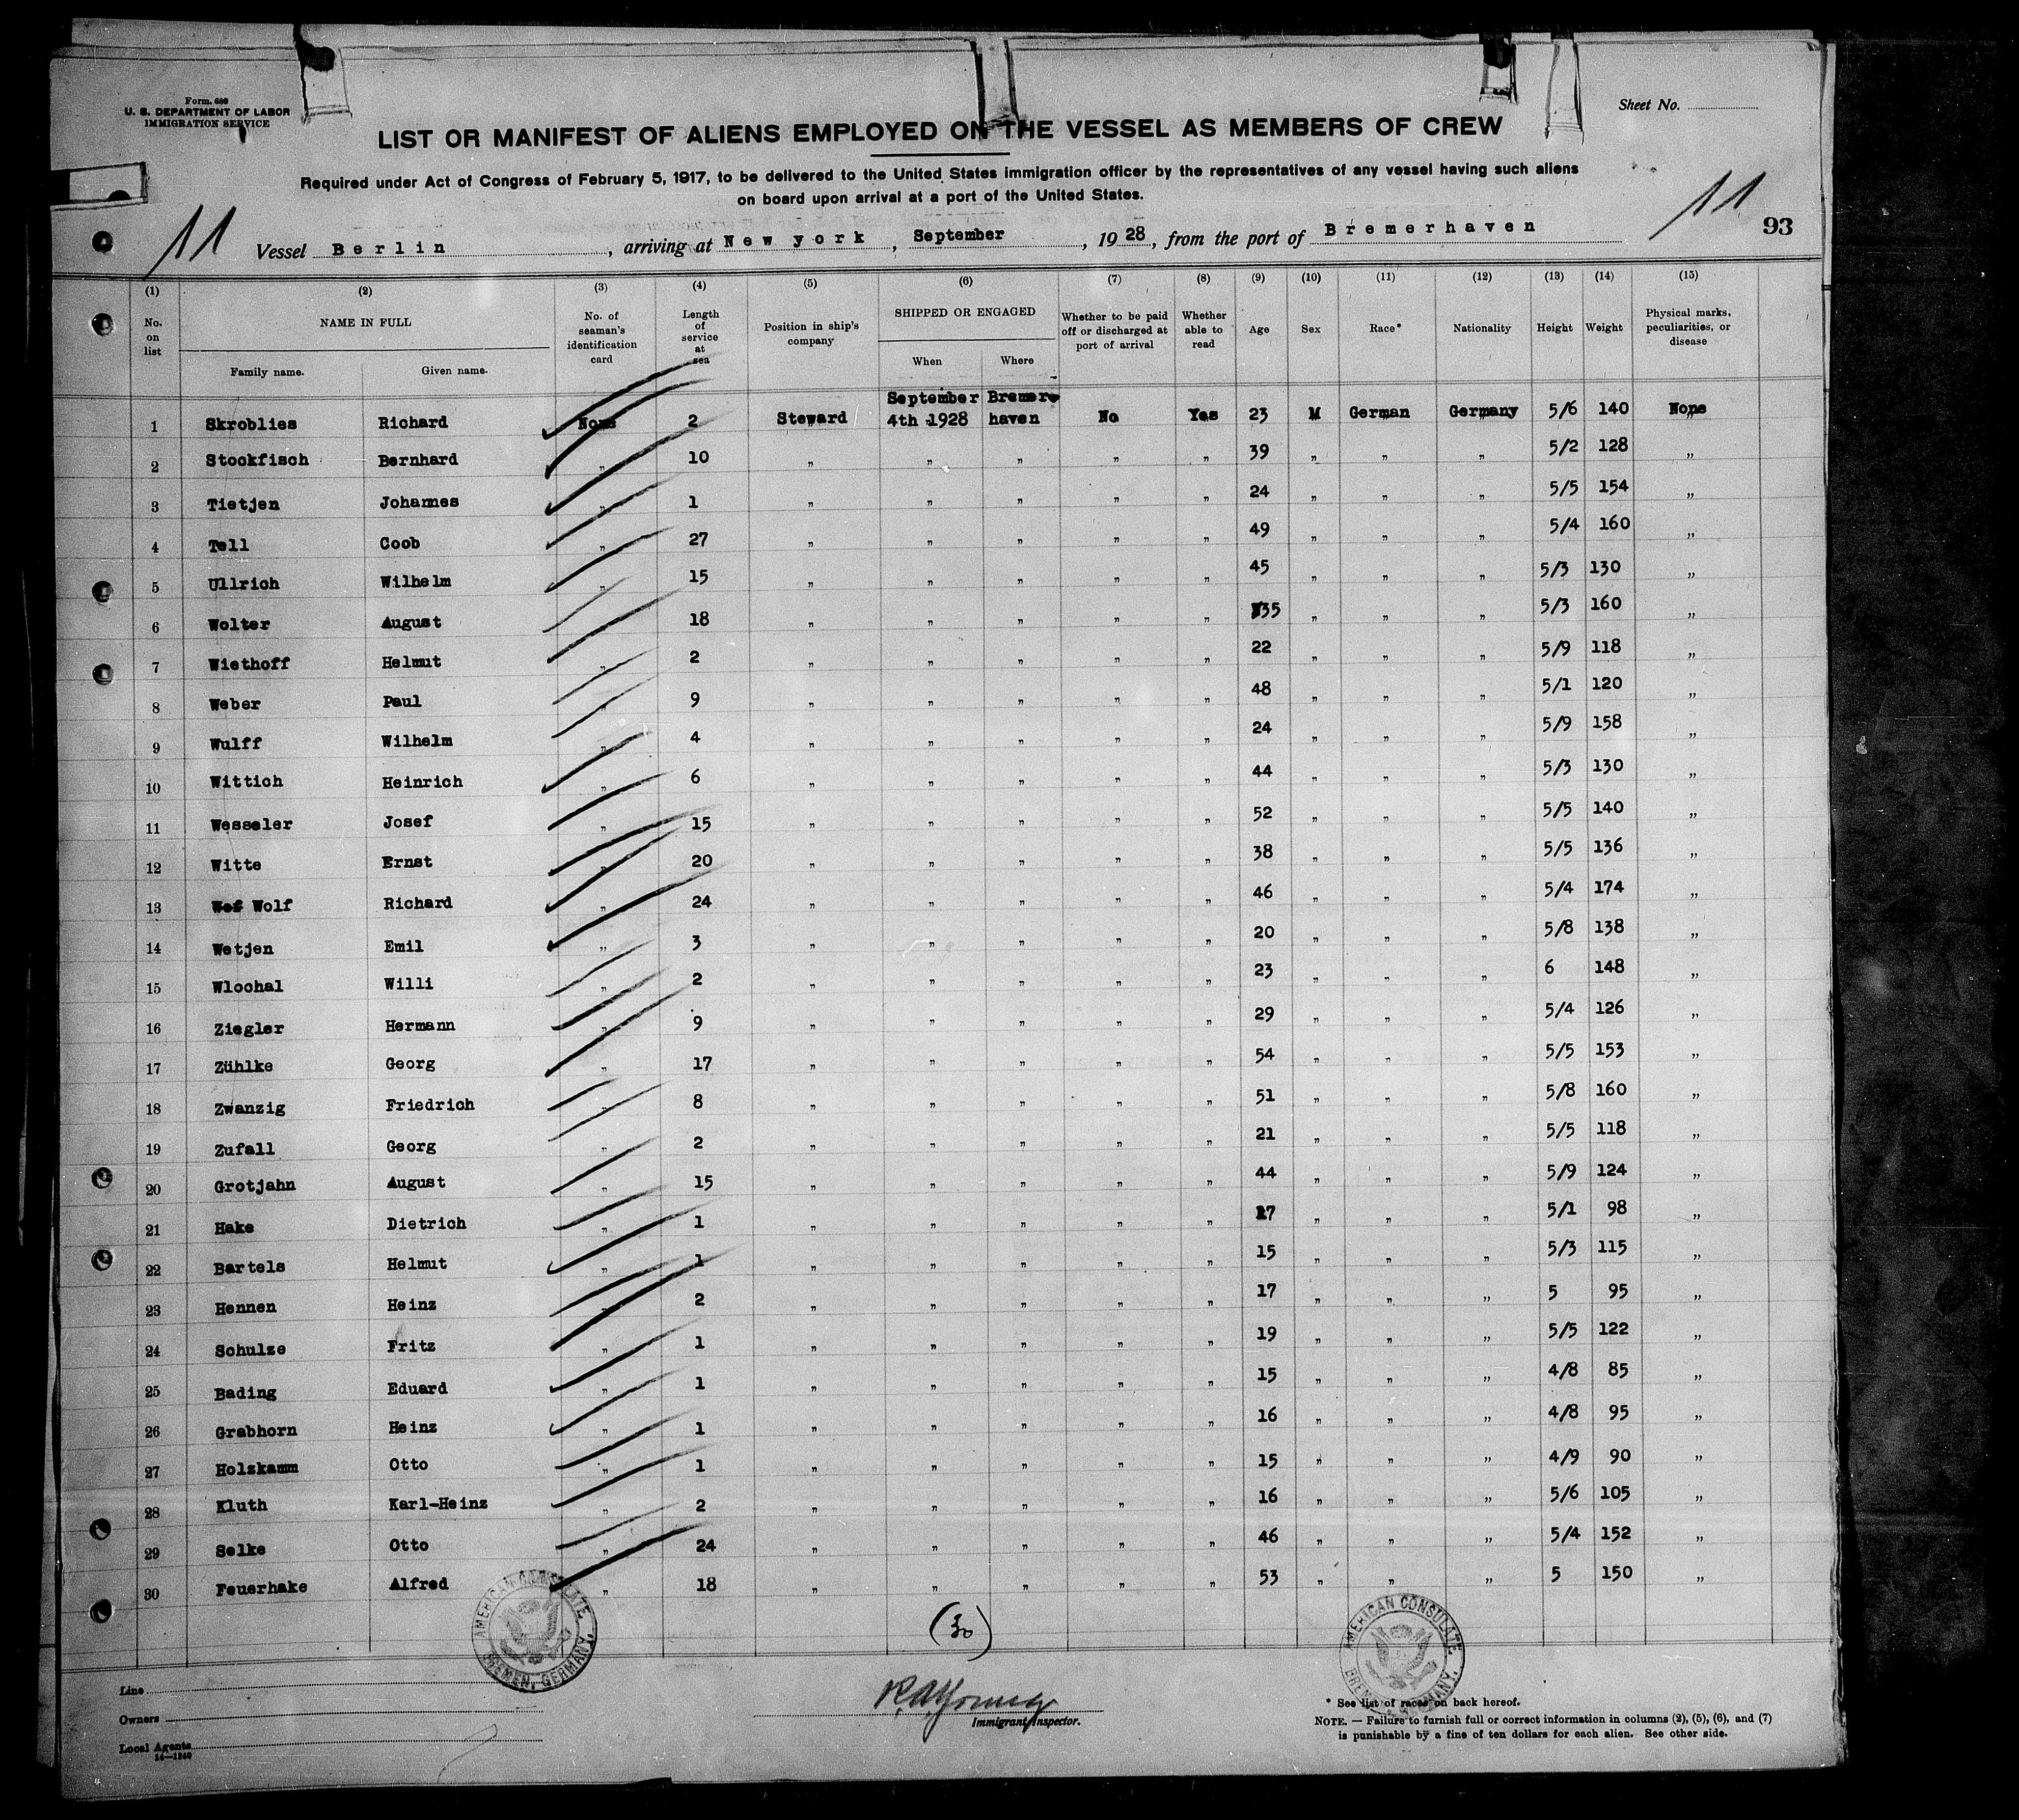 Form. 680
U. S. DEPARTMENT OF LABOR
IMMIGRATION SERVICE
Sheet No.
LIST OR MANIFEST OF ALIENS EMPLOYED ON THE VESSEL AS MEMBERS OF CREW
Required under Act of Congress of February 5, 1917, to be delivered to the United States immigration officer by the representatives of any vessel having such aliens
on board upon arrival at a port of the United States.
11 Vessel Berlin, arriving at New york, September, 1928, from the port of Bremerhaven 11 93
(1) (2) (3) (4) (5) (6) (7) (8) (9) (10) (11) (12) (13) (14) (15)
No. on list NAME IN FULL Family name. Given name. No. of seaman's identification card Length of service at sea Position in ship's company SHIPPED OR ENGAGED When Where Whether to be paid off or discharged at port of arrival Whether able to read Age Sex Race* Nationality Height Weight Physical marks, peculiarities, or disease
1 Skroblies Richard None 2 Steward September 4th 1928 Bremerhaven No Yes 23 M German Germany 5/6 140 None
2 Stockfisch Bernhard " 10 " " " " " 39 " " " 5/2 128 "
3 Tietjen Johannes " 1 " " " " " 24 " " " 5/5 154 "
4 Tell Coob " 27 " " " " " 49 " " " 5/4 160 "
5 Ullrich Wilhelm " 15 " " " " " 45 " " " 5/3 130 "
6 Wolter August " 18 " " " " " 35 " " " 5/3 160 "
7 Wiethoff Helmut " 2 " " " " " 22 " " " 5/9 118 "
8 Weber Paul " 9 " " " " " 48 " " " 5/1 120 "
9 Wulff Wilhelm " 4 " " " " " 24 " " " 5/9 158 "
10 Wittich Heinrich " 6 " " " " " 44 " " " 5/3 130 "
11 Wesseler Josef " 15 " " " " " 52 " " " 5/5 140 "
12 Witte Ernst " 20 " " " " " 38 " " " 5/5 136 "
13 Wolf Richard " 24 " " " " " 46 " " " 5/4 174 "
14 Wetjen Emil " 3 " " " " " 20 " " " 5/8 138 "
15 Wlochal Willi " 2 " " " " " 23 " " " 6 148 "
16 Ziegler Hermann " 9 " " " " " 29 " " " 5/4 126 "
17 Zühlke Georg " 17 " " " " " 54 " " " 5/5 153 "
18 Zwanzig Friedrich " 8 " " " " " 51 " " " 5/8 160 "
19 Zufall Georg " 2 " " " " " 21 " " " 5/5 118 "
20 Grotjahn August " 15 " " " " " 44 " " " 5/9 124 "
21 Hake Dietrich " 1 " " " " " 17 " " " 5/1 98 "
22 Bartels Helmut " 1 " " " " " 15 " " " 5/3 115 "
23 Hennen Heinz " 2 " " " " " 17 " " " 5 95 "
24 Schulze Fritz " 1 " " " " " 19 " " " 5/5 122 "
25 Bading Eduard " 1 " " " " " 15 " " " 4/8 85 "
26 Grabhorn Heinz " 1 " " " " " 16 " " " 4/8 95 "
27 Holzkamm Otto " 1 " " " " " 15 " " " 4/9 90 "
28 Kluth Karl-Heinz " 2 " " " " " 16 " " " 5/6 105 "
29 Selke Otto " 24 " " " " " 46 " " " 5/4 152 "
30 Feuerhake Alfred " 18 " " " " " 53 " " " 5 150 "
(30)
AMERICAN CONSULATE, BREMEN, GERMANY.
AMERICAN CONSULATE, BREMEN, GERMANY.
Line
Owners
Local Agents
14—1240
R. A. Young
Immigrant Inspector.
* See list of races on back hereof.
NOTE. — Failure to furnish full or correct information in columns (2), (5), (6), and (7)
is punishable by a fine of ten dollars for each alien. See other side.